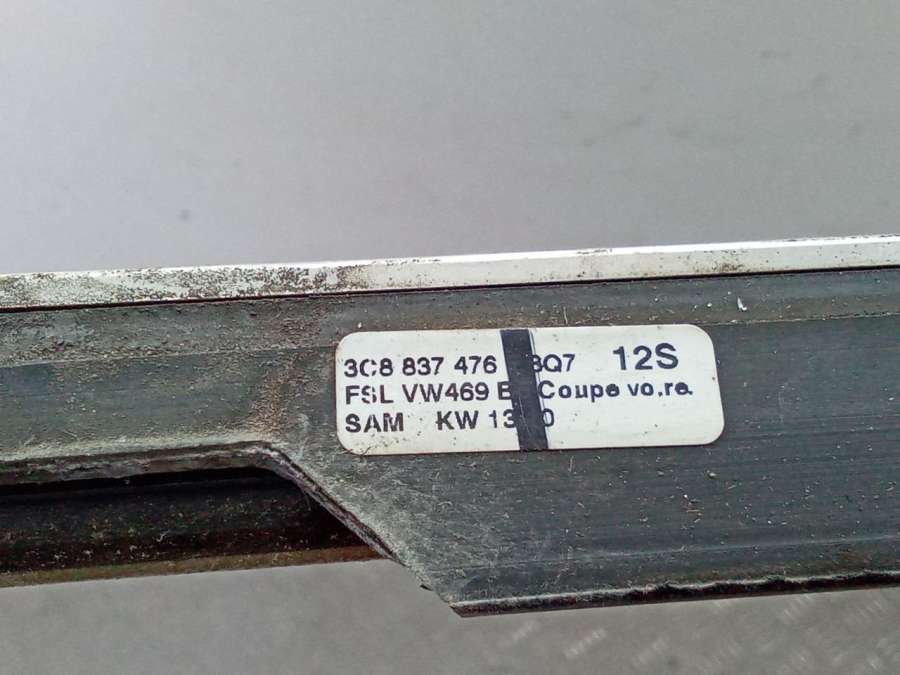 3C8 837 476 12S
FSL VW469 Coupe vo.re.
SAM KW